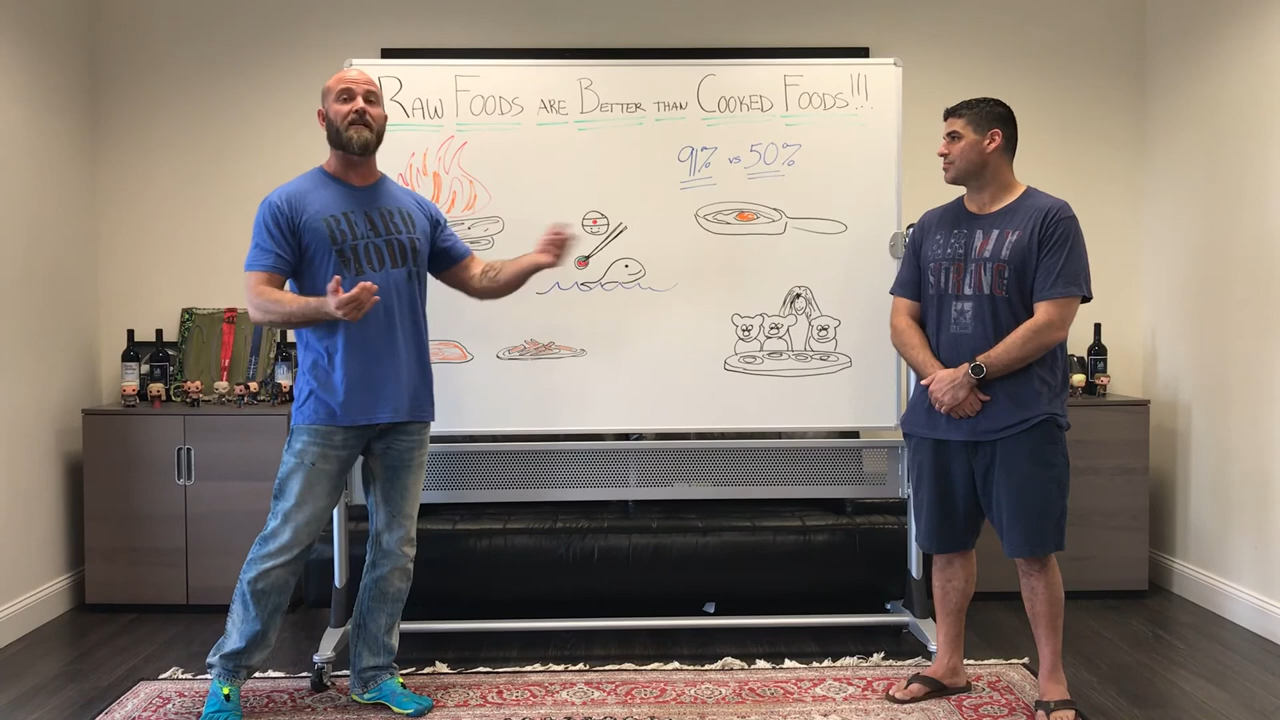 RAW FOODS ARE BETTER THAN COOKED FOODS!!!
91% vs 50%
BEARD
MODE
ARMY
STRONG